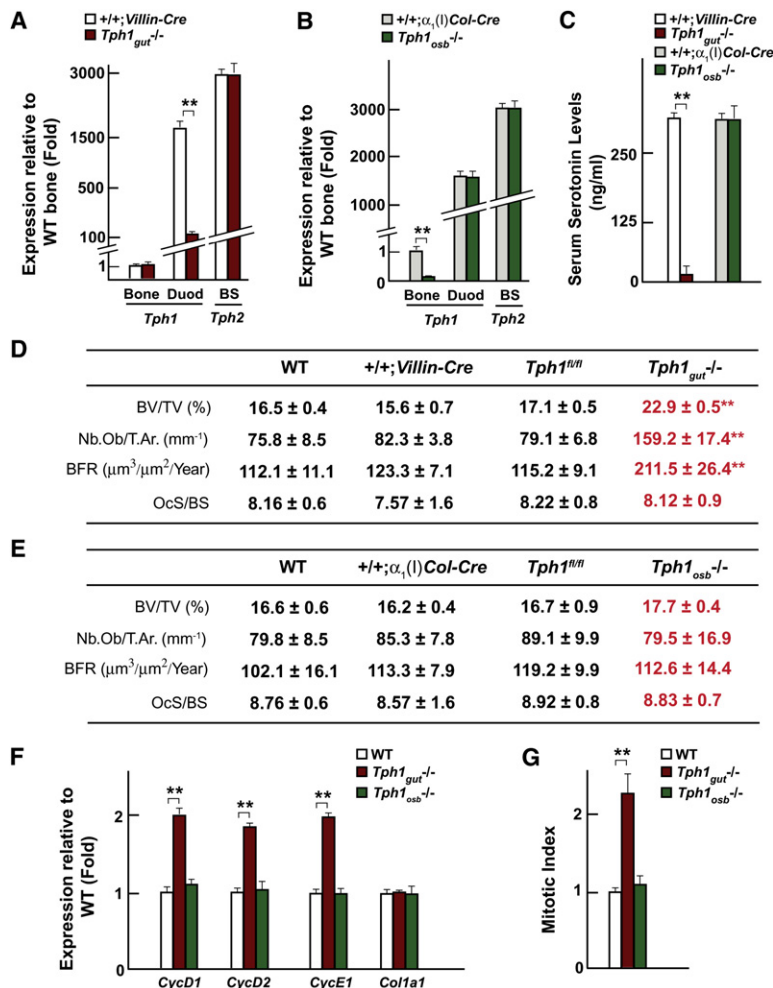 A
+/+;Villin-Cre
Tph1gut-/-
Expression relative to
WT bone (Fold)
3000
1500
500
100
1
**
Bone Duod BS
Tph1 Tph2
B
+/+;α1(I)Col-Cre
Tph1osb-/-
Expression relative to
WT bone (Fold)
3000
2000
1000
1
0
**
Bone Duod BS
Tph1 Tph2
C
+/+;Villin-Cre
Tph1gut-/-
+/+;α1(I)Col-Cre
Tph1osb-/-
Serum Serotonin Levels
(ng/ml)
250
125
0
**
D
WT +/+;Villin-Cre Tph1fl/fl Tph1gut-/-
BV/TV (%) 16.5 ± 0.4 15.6 ± 0.7 17.1 ± 0.5 22.9 ± 0.5**
Nb.Ob/T.Ar. (mm-1) 75.8 ± 8.5 82.3 ± 3.8 79.1 ± 6.8 159.2 ± 17.4**
BFR (μm3/μm2/Year) 112.1 ± 11.1 123.3 ± 7.1 115.2 ± 9.1 211.5 ± 26.4**
OcS/BS 8.16 ± 0.6 7.57 ± 1.6 8.22 ± 0.8 8.12 ± 0.9
E
WT +/+;α1(I)Col-Cre Tph1fl/fl Tph1osb-/-
BV/TV (%) 16.6 ± 0.6 16.2 ± 0.4 16.7 ± 0.9 17.7 ± 0.4
Nb.Ob/T.Ar. (mm-1) 79.8 ± 8.5 85.3 ± 7.8 89.1 ± 9.9 79.5 ± 16.9
BFR (μm3/μm2/Year) 102.1 ± 16.1 113.3 ± 7.9 119.2 ± 9.9 112.6 ± 14.4
OcS/BS 8.76 ± 0.6 8.57 ± 1.6 8.92 ± 0.8 8.83 ± 0.7
F
WT
Tph1gut-/-
Tph1osb-/-
Expression relative to
WT (Fold)
2
1
0
** ** **
CycD1 CycD2 CycE1 Col1a1
G
WT
Tph1gut-/-
Tph1osb-/-
Mitotic Index
2
1
0
**